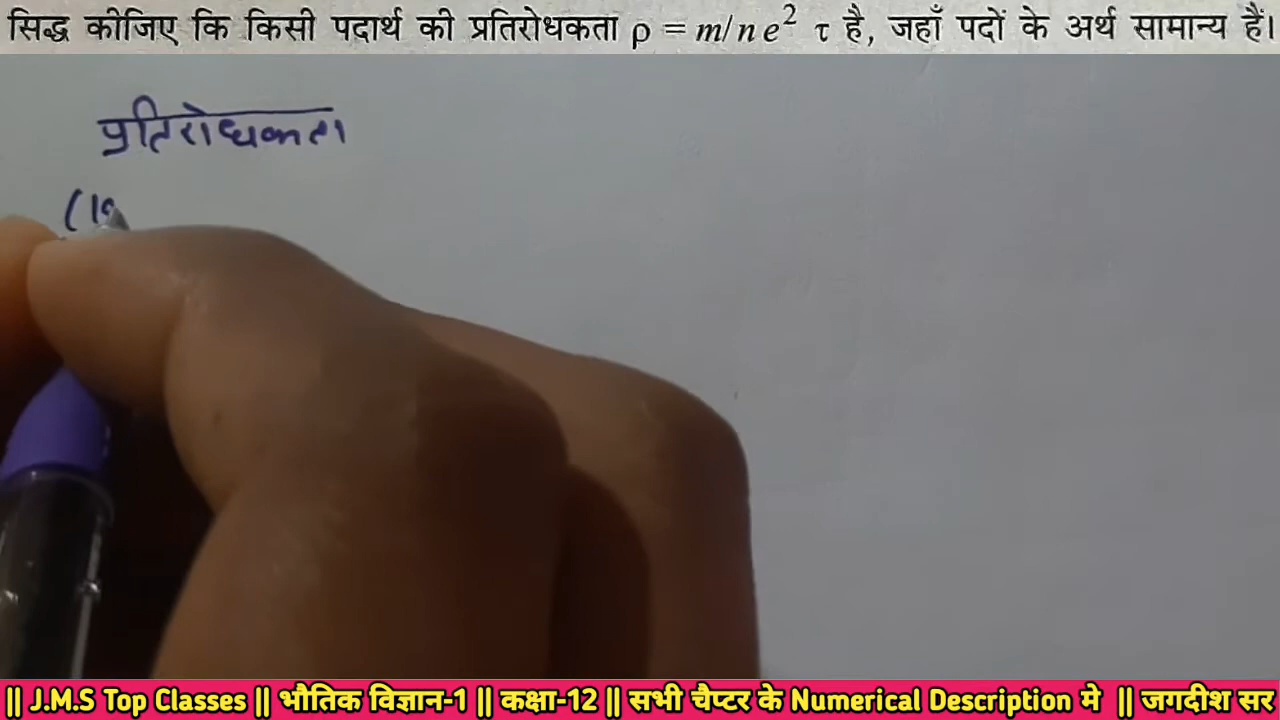 सिद्ध कीजिए कि किसी पदार्थ की प्रतिरोधकता ρ = m/n e² τ है, जहाँ पदों के अर्थ सामान्य हैं।
प्रतिरोधकता
|| J.M.S Top Classes || भौतिक विज्ञान-1 || कक्षा-12 || सभी चैप्टर के Numerical Description मे || जगदीश सर